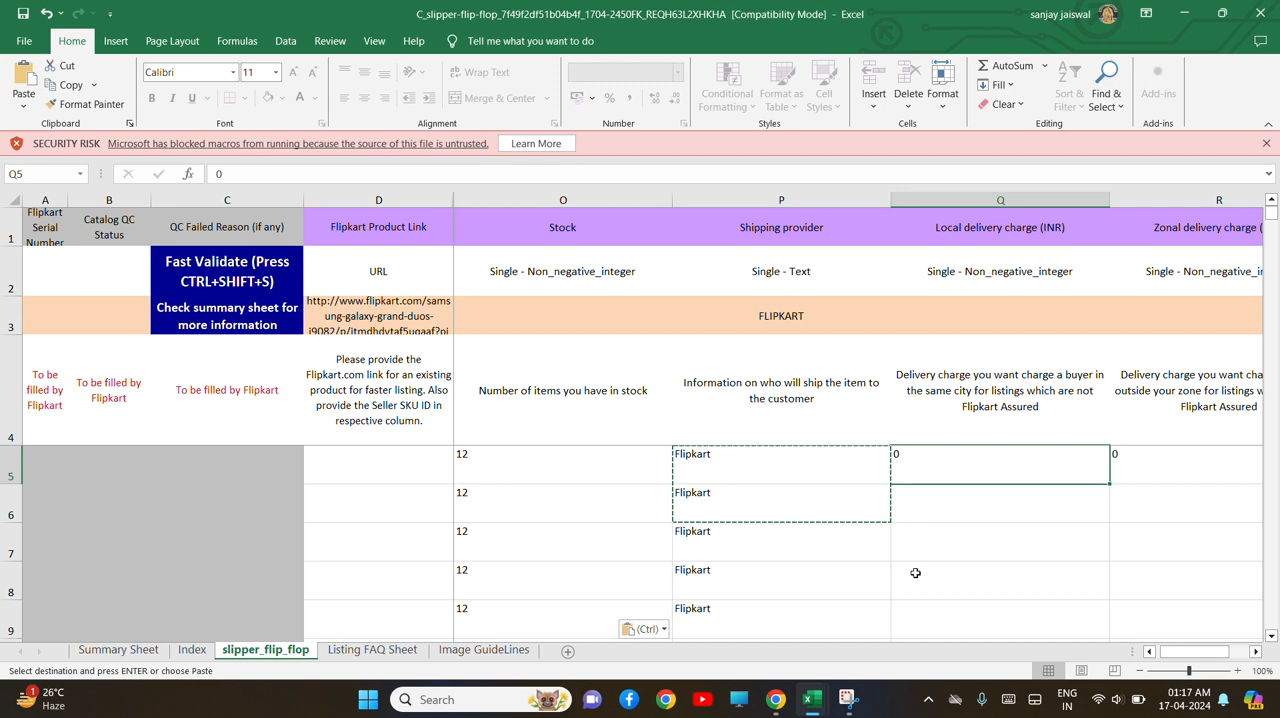 C_slipper-flip-flop_7f49f2df51b04b4f_1704-2450FK_REQH63L2XHKHA [Compatibility Mode] - Excel
sanjay jaiswal
File Home Insert Page Layout Formulas Data Review View Help Tell me what you want to do
Paste
Cut
Copy
Format Painter
Clipboard
Calibri 11
B I U
Font
Wrap Text
Merge & Center
Alignment
Number
Conditional Formatting
Format as Table
Cell Styles
Styles
Insert Delete Format
Cells
AutoSum
Fill
Clear
Sort & Filter
Find & Select
Editing
Add-ins
Add-ins
SECURITY RISK Microsoft has blocked macros from running because the source of this file is untrusted. Learn More
Q5 fx 0
A B C D O P Q R
1
Flipkart Serial Number
Catalog QC Status
QC Failed Reason (if any)
Flipkart Product Link
Stock
Shipping provider
Local delivery charge (INR)
Zonal delivery charge (
2
Fast Validate (Press
CTRL+SHIFT+S)
URL
Single - Non_negative_integer
Single - Text
Single - Non_negative_integer
Single - Non_negative_in
3
Check summary sheet for
more information
http://www.flipkart.com/sams
ung-galaxy-grand-duos-
i9082/p/itmdhdvtaf5uqaaf?pi
FLIPKART
4
To be
filled by
Flipkart
To be filled by
Flipkart
To be filled by Flipkart
Please provide the
Flipkart.com link for an existing
product for faster listing. Also
provide the Seller SKU ID in
respective column.
Number of items you have in stock
Information on who will ship the item to
the customer
Delivery charge you want charge a buyer in
the same city for listings which are not
Flipkart Assured
Delivery charge you want cha
outside your zone for listings w
Flipkart Assured
5 12 Flipkart 0 0
6 12 Flipkart
7 12 Flipkart
8 12 Flipkart
9 12 Flipkart
(Ctrl)
Summary Sheet Index slipper_flip_flop Listing FAQ Sheet Image GuideLines
Select destination and press ENTER or choose Paste
100%
1
26°C
Haze
Search
ENG
IN
01:17 AM
17-04-2024